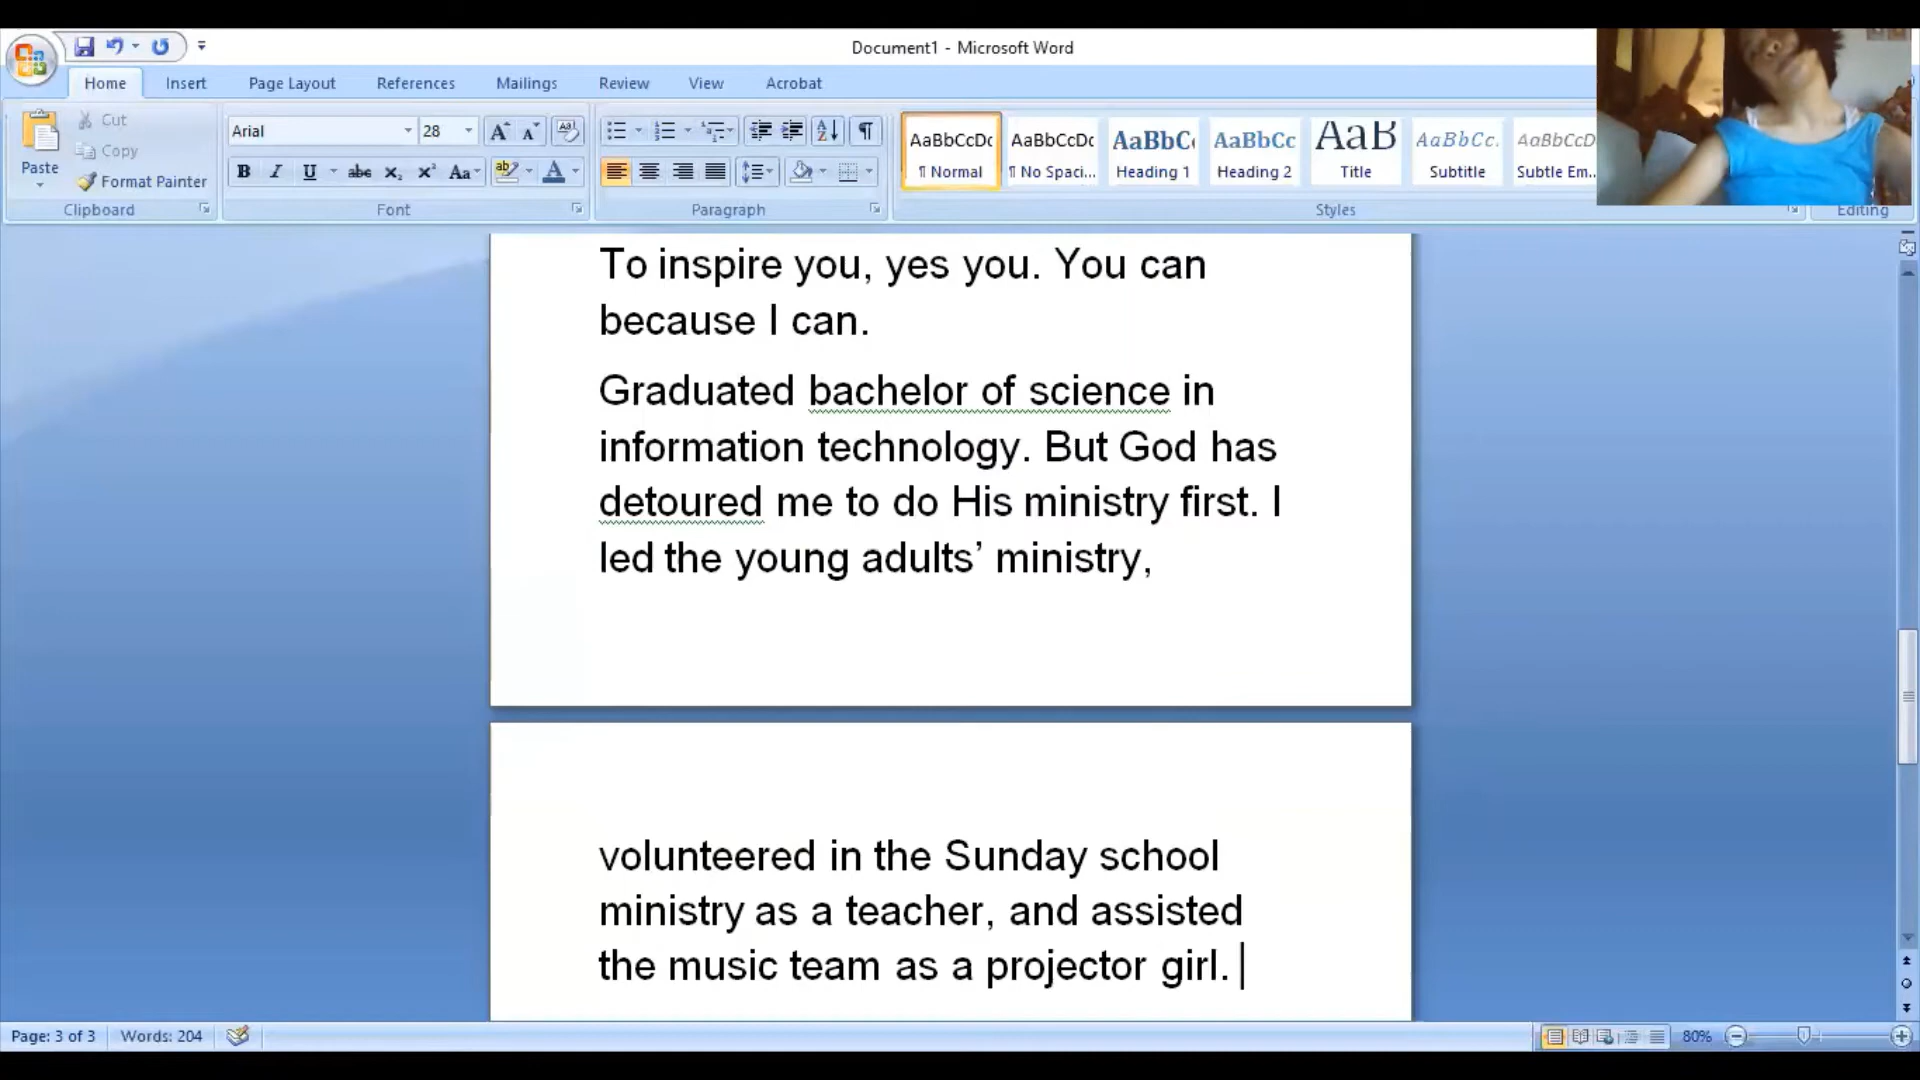 Document1 - Microsoft Word
Home Insert Page Layout References Mailings Review View Acrobat
Paste
Cut
Copy
Format Painter
Clipboard
Arial 28
B I U abc X₂ X² Aa
Font
Paragraph
AaBbCcDc AaBbCcDc AaBbC AaBbCc AaB AaBbCc. AaBbCcD
¶ Normal ¶ No Spaci... Heading 1 Heading 2 Title Subtitle Subtle Em...
Styles
Editing
To inspire you, yes you. You can
because I can.
Graduated bachelor of science in
information technology. But God has
detoured me to do His ministry first. I
led the young adults’ ministry,
volunteered in the Sunday school
ministry as a teacher, and assisted
the music team as a projector girl.
Page: 3 of 3 Words: 204 80%